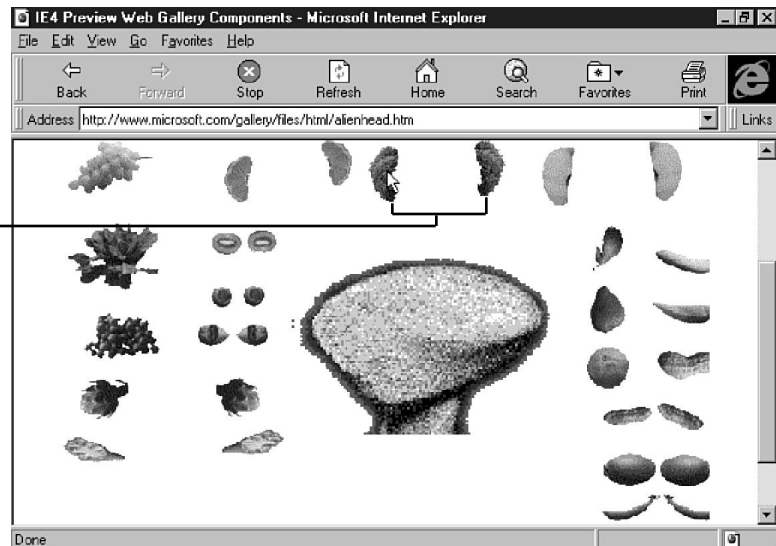 IE4 Preview Web Gallery Components - Microsoft Internet Explorer
File Edit View Go Favorites Help
Back Forward Stop Refresh Home Search Favorites Print
Address http://www.microsoft.com/gallery/files/html/alienhead.htm Links
Done